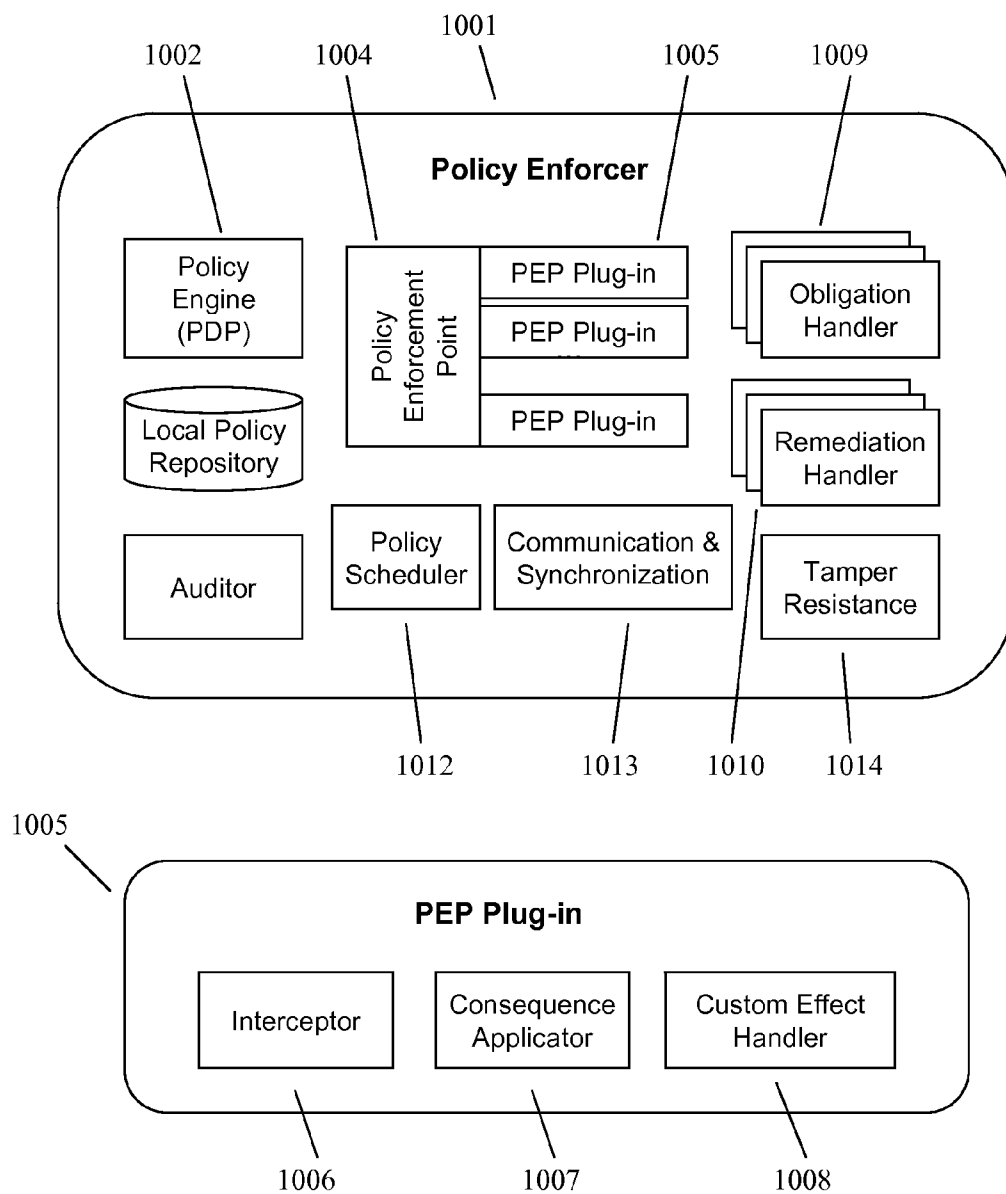 1001
1002
1004
1005
1009
Policy Enforcer
Policy
Engine
(PDP)
Policy
Enforcement
Point
PEP Plug-in
PEP Plug-in
...
PEP Plug-in
Obligation
Handler
Local Policy
Repository
Remediation
Handler
Auditor
Policy
Scheduler
Communication &
Synchronization
Tamper
Resistance
1012
1013
1010
1014
1005
PEP Plug-in
Interceptor
Consequence
Applicator
Custom Effect
Handler
1006
1007
1008